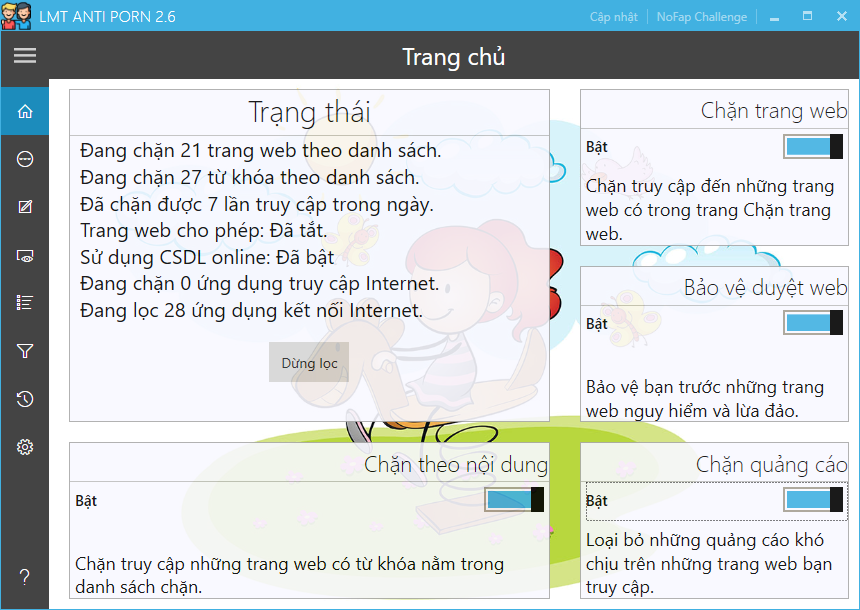 LMT ANTI PORN 2.6
Cập nhật
NoFap Challenge
Trang chủ
Trạng thái
Đang chặn 21 trang web theo danh sách.
Đang chặn 27 từ khóa theo danh sách.
Đã chặn được 7 lần truy cập trong ngày.
Trang web cho phép: Đã tắt.
Sử dụng CSDL online: Đã bật
Đang chặn 0 ứng dụng truy cập Internet.
Đang lọc 28 ứng dụng kết nối Internet.
Dừng lọc
Chặn trang web
Bật
Chặn truy cập đến những trang
web có trong trang Chặn trang
web.
Bảo vệ duyệt web
Bật
Bảo vệ bạn trước những trang
web nguy hiểm và lừa đảo.
Chặn theo nội dung
Bật
Chặn truy cập những trang web có từ khóa nằm trong
danh sách chặn.
Chặn quảng cáo
Bật
Loại bỏ những quảng cáo khó
chịu trên những trang web bạn
truy cập.